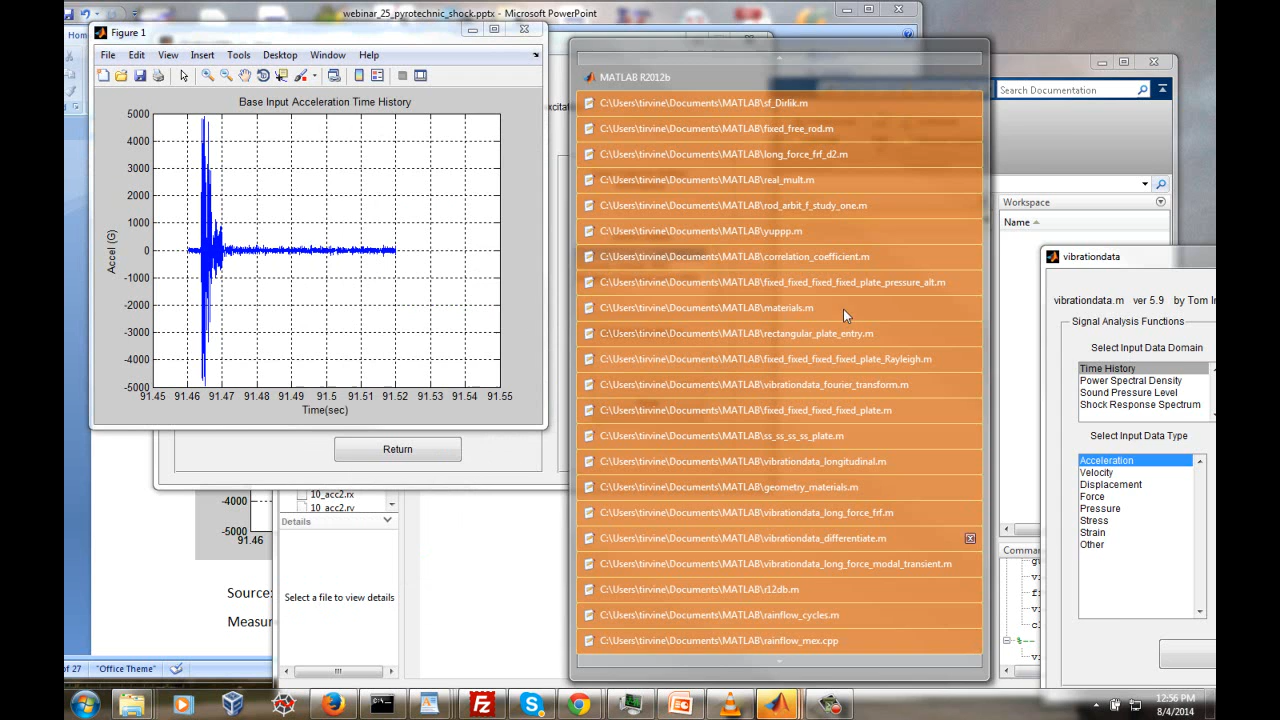 webinar_25_pyrotechnic_shock.pptx - Microsoft PowerPoint
Figure 1
File Edit View Insert Tools Desktop Window Help
Base Input Acceleration Time History
5000
4000
3000
2000
1000
0
-1000
-2000
-3000
-4000
-5000
Accel (G)
91.45 91.46 91.47 91.48 91.49 91.5 91.51 91.52 91.53 91.54 91.55
Time(sec)
Return
-4000
-5000
91.46
Source:
Measur
of 27 "Office Theme"
10_acc2.rx
10_acc2.rv
Details
Select a file to view details
MATLAB R2012b
C:\Users\tirvine\Documents\MATLAB\sf_Dirlik.m
C:\Users\tirvine\Documents\MATLAB\fixed_free_rod.m
C:\Users\tirvine\Documents\MATLAB\long_force_frf_d2.m
C:\Users\tirvine\Documents\MATLAB\real_mult.m
C:\Users\tirvine\Documents\MATLAB\rod_arbit_f_study_one.m
C:\Users\tirvine\Documents\MATLAB\yuppp.m
C:\Users\tirvine\Documents\MATLAB\correlation_coefficient.m
C:\Users\tirvine\Documents\MATLAB\fixed_fixed_fixed_fixed_plate_pressure_alt.m
C:\Users\tirvine\Documents\MATLAB\materials.m
C:\Users\tirvine\Documents\MATLAB\rectangular_plate_entry.m
C:\Users\tirvine\Documents\MATLAB\fixed_fixed_fixed_fixed_plate_Rayleigh.m
C:\Users\tirvine\Documents\MATLAB\vibrationdata_fourier_transform.m
C:\Users\tirvine\Documents\MATLAB\fixed_fixed_fixed_fixed_plate.m
C:\Users\tirvine\Documents\MATLAB\ss_ss_ss_ss_plate.m
C:\Users\tirvine\Documents\MATLAB\vibrationdata_longitudinal.m
C:\Users\tirvine\Documents\MATLAB\geometry_materials.m
C:\Users\tirvine\Documents\MATLAB\vibrationdata_long_force_frf.m
C:\Users\tirvine\Documents\MATLAB\vibrationdata_differentiate.m
C:\Users\tirvine\Documents\MATLAB\vibrationdata_long_force_modal_transient.m
C:\Users\tirvine\Documents\MATLAB\r12db.m
C:\Users\tirvine\Documents\MATLAB\rainflow_cycles.m
C:\Users\tirvine\Documents\MATLAB\rainflow_mex.cpp
Search Documentation
Workspace
Name
Comma
vibrationdata
vibrationdata.m ver 5.9 by Tom I
Signal Analysis Functions
Select Input Data Domain
Time History
Power Spectral Density
Sound Pressure Level
Shock Response Spectrum
Select Input Data Type
Acceleration
Velocity
Displacement
Force
Pressure
Stress
Strain
Other
12:56 PM
8/4/2014